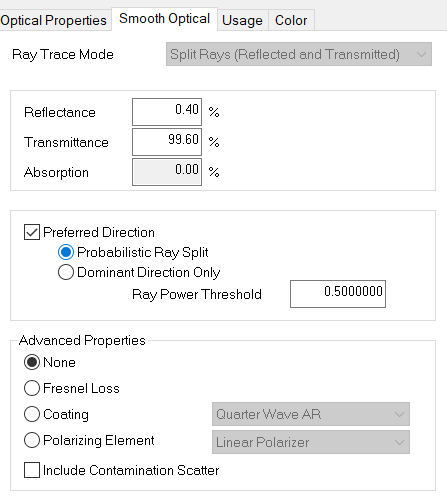 Optical Properties Smooth Optical Usage Color
Ray Trace Mode Split Rays (Reflected and Transmitted)
Reflectance 0.40 %
Transmittance 99.60 %
Absorption 0.00 %
Preferred Direction
Probabilistic Ray Split
Dominant Direction Only
Ray Power Threshold 0.5000000
Advanced Properties
None
Fresnel Loss
Coating Quarter Wave AR
Polarizing Element Linear Polarizer
Include Contamination Scatter